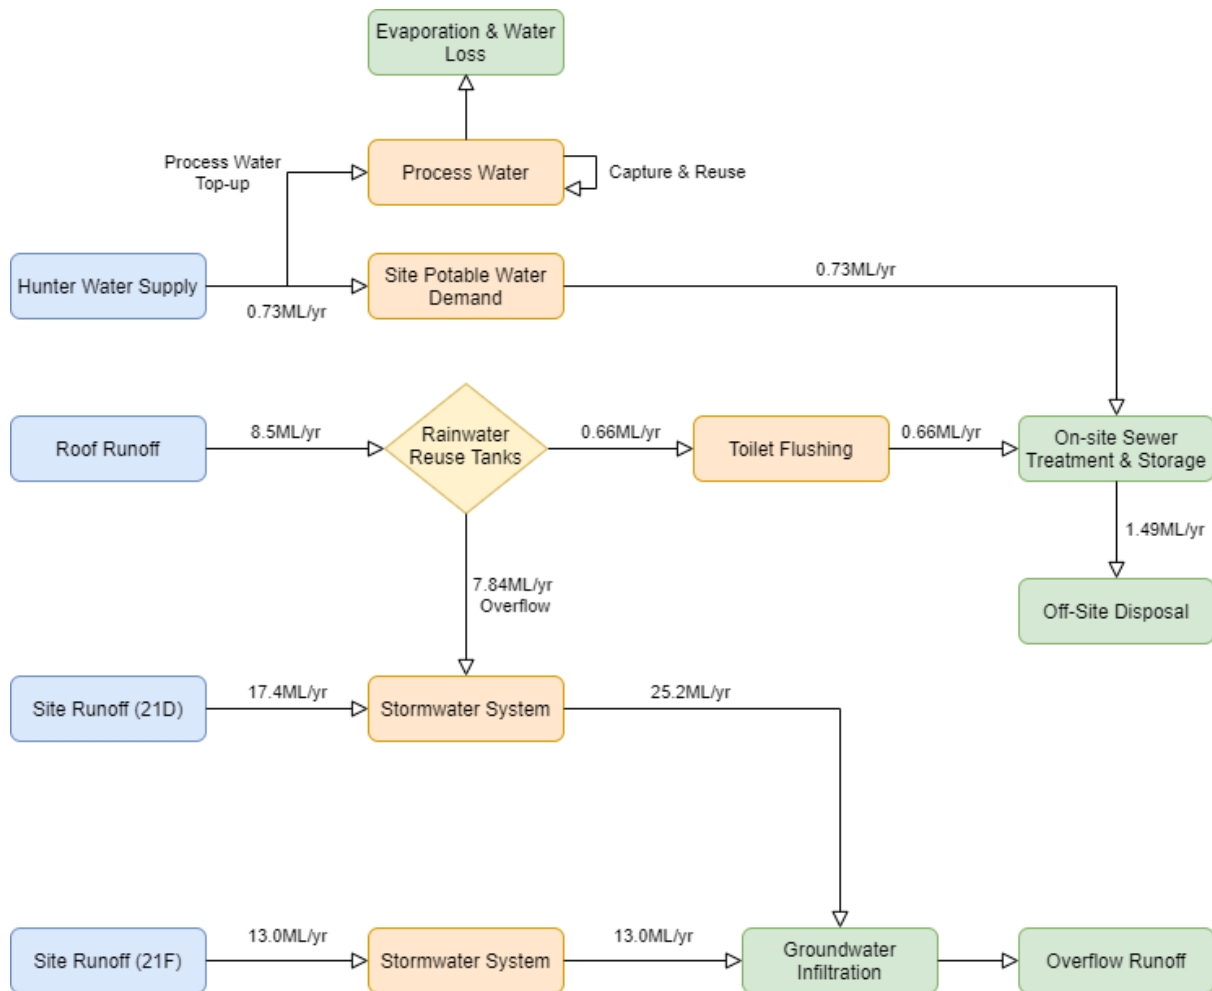 Evaporation & Water
Loss
Process Water
Top-up
Process Water
Capture & Reuse
Hunter Water Supply
0.73ML/yr
Site Potable Water
Demand
0.73ML/yr
Roof Runoff
8.5ML/yr
Rainwater
Reuse Tanks
0.66ML/yr
Toilet Flushing
0.66ML/yr
On-site Sewer
Treatment & Storage
1.49ML/yr
Off-Site Disposal
7.84ML/yr
Overflow
Site Runoff (21D)
17.4ML/yr
Stormwater System
25.2ML/yr
Site Runoff (21F)
13.0ML/yr
Stormwater System
13.0ML/yr
Groundwater
Infiltration
Overflow Runoff